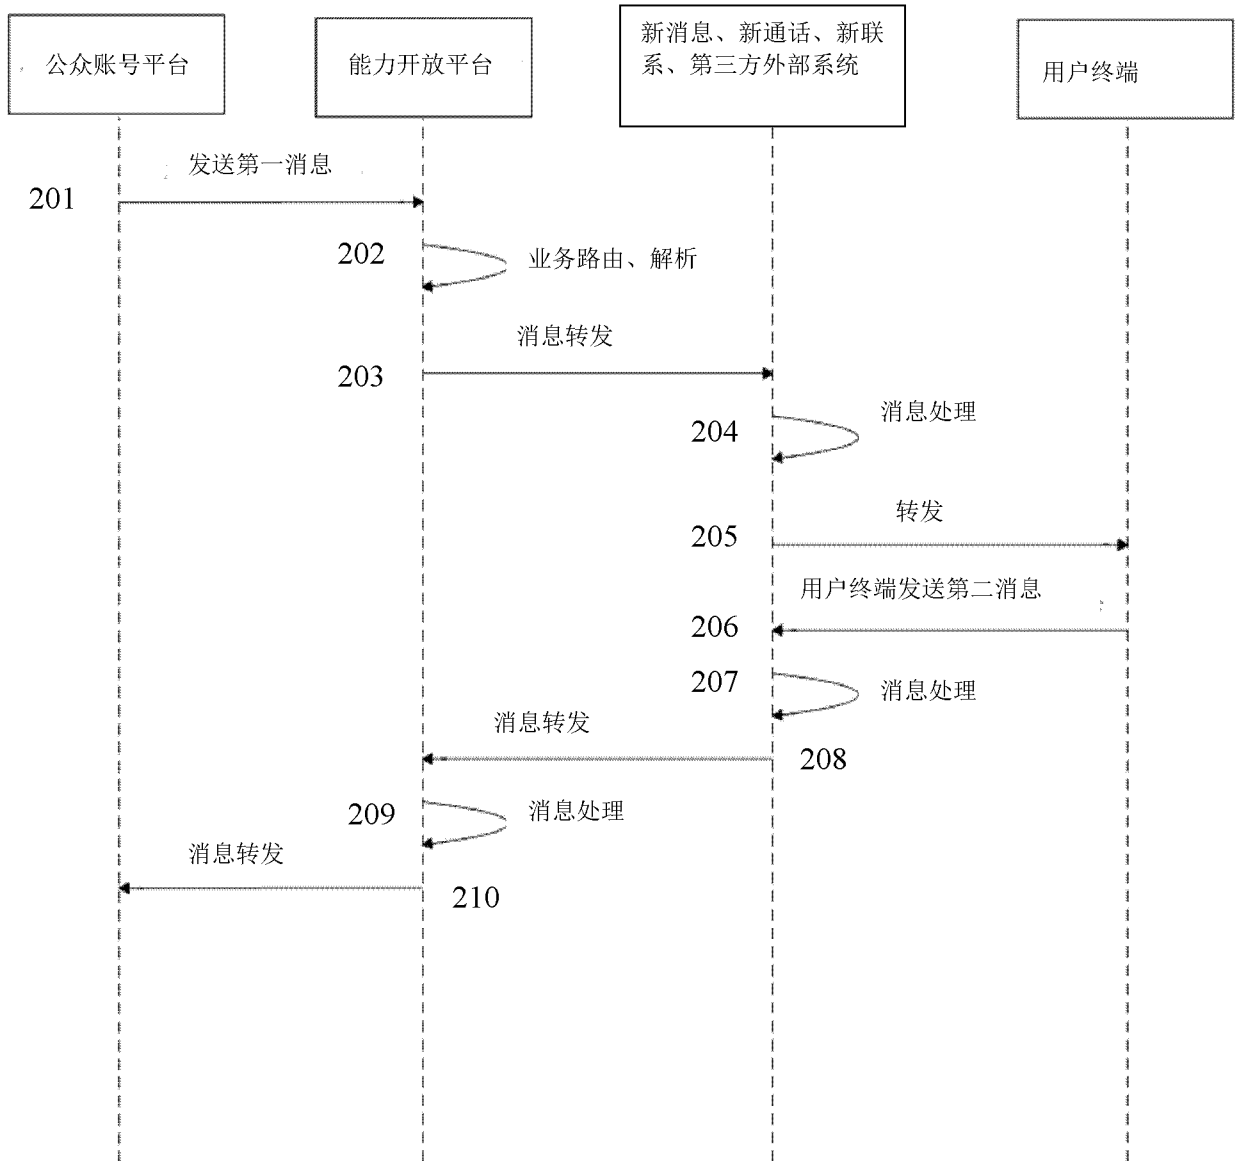 公众账号平台
能力开放平台
新消息、新通话、新联
系、第三方外部系统
用户终端
发送第一消息
201
202
业务路由、解析
消息转发
203
消息处理
204
转发
205
用户终端发送第二消息
206
207
消息处理
消息转发
208
209
消息处理
消息转发
210